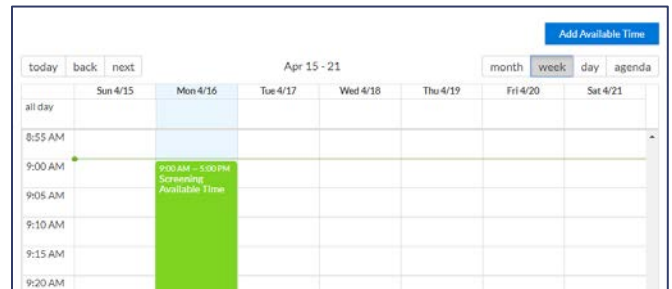 Add Available Time
today back next Apr 15 - 21 month week day agenda
Sun 4/15 Mon 4/16 Tue 4/17 Wed 4/18 Thu 4/19 Fri 4/20 Sat 4/21
all day
8:55 AM
9:00 AM 9:00 AM — 5:00 PM
Screening
Available Time
9:05 AM
9:10 AM
9:15 AM
9:20 AM